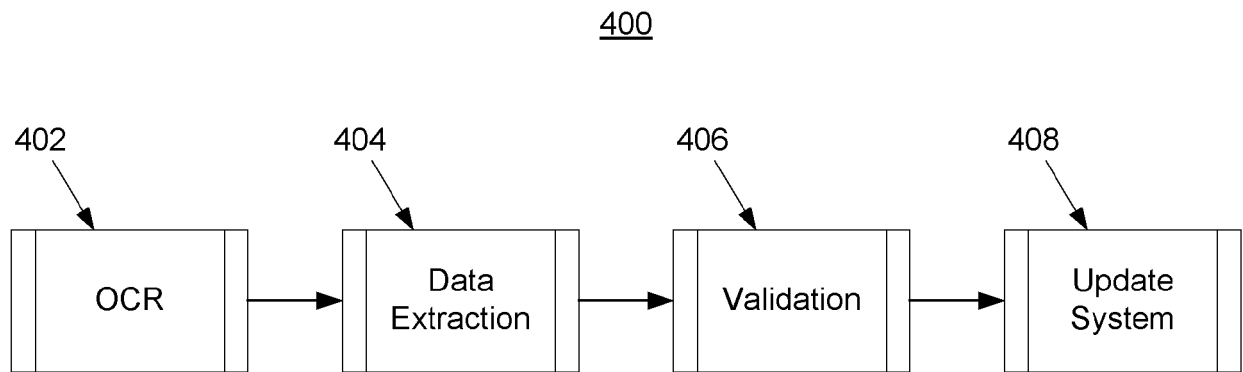 400
402
404
406
408
OCR
Data
Extraction
Validation
Update
System